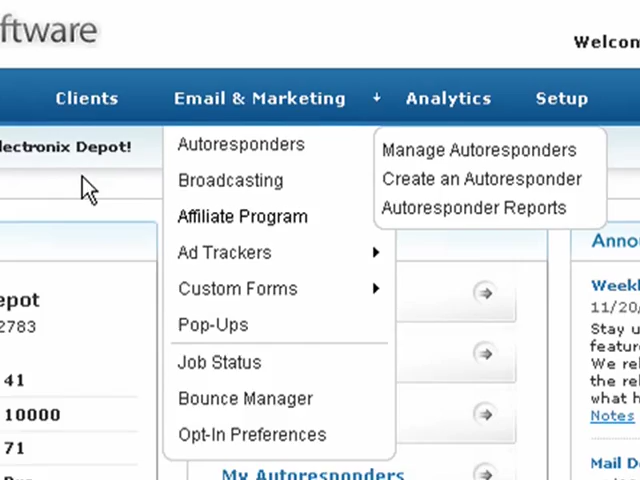 ftware
Welcom
Clients
Email & Marketing
Analytics
Setup
lectronix Depot!
Autoresponders
Broadcasting
Affiliate Program
Ad Trackers
Custom Forms
Pop-Ups
Job Status
Bounce Manager
Opt-In Preferences
Manage Autoresponders
Create an Autoresponder
Autoresponder Reports
epot
2783
41
10000
71
My Autoresponders
Annou
Weekl
11/20/
Stay u
featur
We rel
the rel
what h
Notes
Mail De